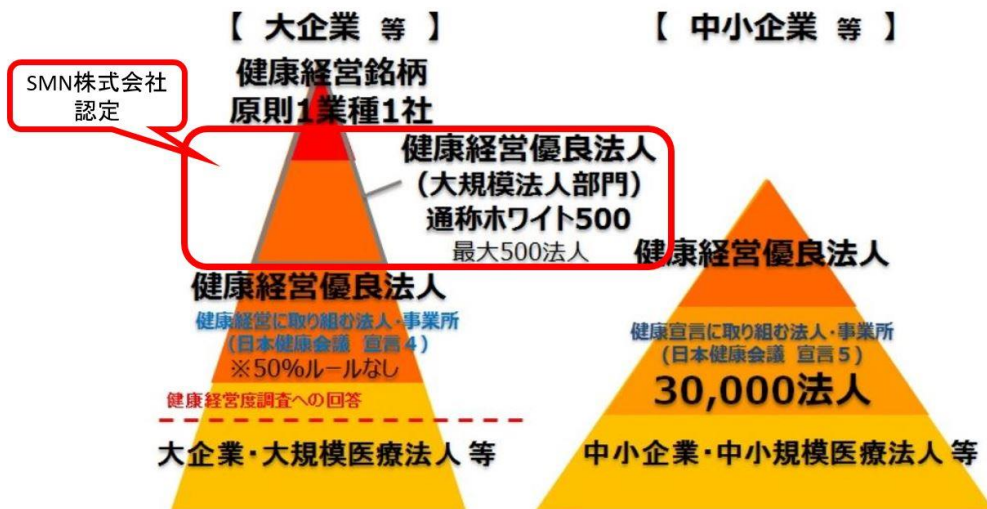 【 大企業 等 】
SMN株式会社
認定
健康経営銘柄
原則1業種1社
健康経営優良法人
（大規模法人部門）
通称ホワイト500
最大500法人
健康経営優良法人
健康経営に取り組む法人・事業所
（日本健康会議 宣言４）
※50%ルールなし
健康経営度調査への回答
大企業・大規模医療法人 等
【 中小企業 等 】
健康経営優良法人
健康宣言に取り組む法人・事業所
（日本健康会議 宣言５）
30,000法人
中小企業・中小規模医療法人 等